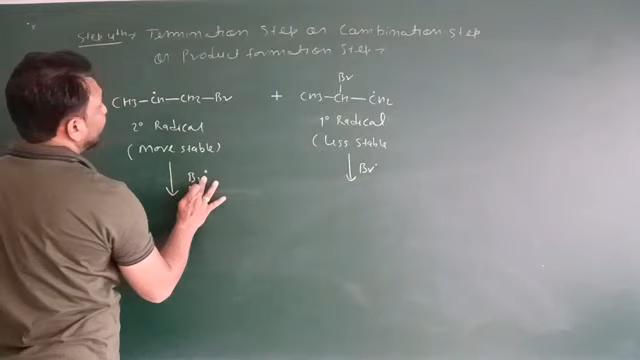 Step 4th → Termination Step or Combination Step
or Product formation Step →
Br
CH3—ĊH—CH2—Br + CH3—CH—ĊH2
2° Radical 1° Radical
(More stable) (Less stable
Br• Br•